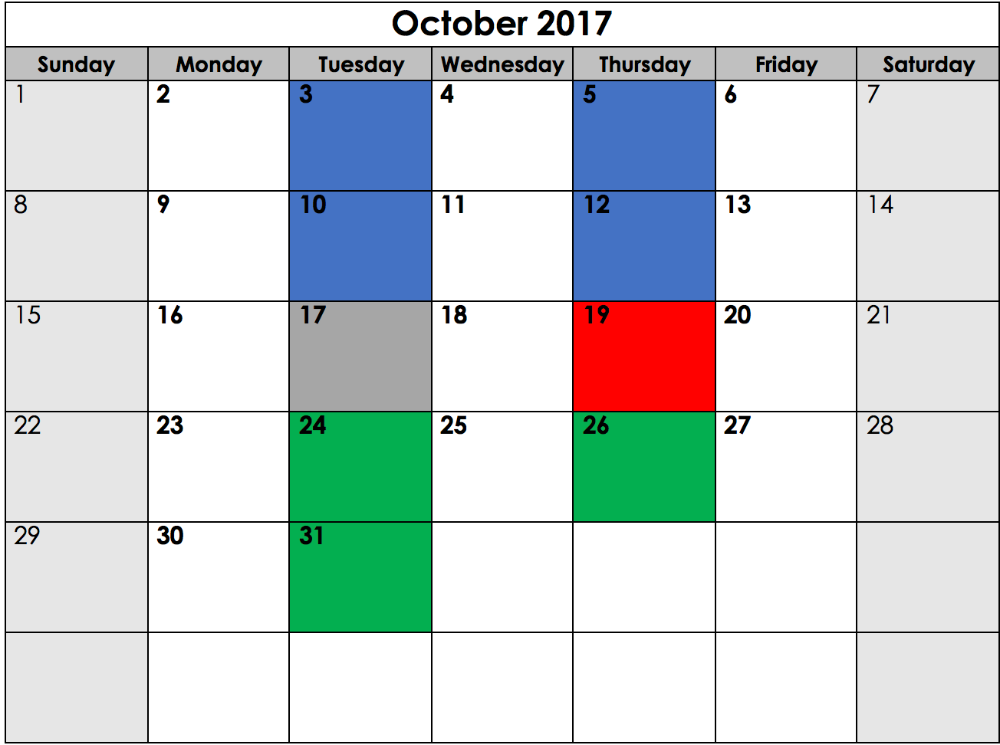 October 2017
Sunday Monday Tuesday Wednesday Thursday Friday Saturday
1 2 3 4 5 6 7
8 9 10 11 12 13 14
15 16 17 18 19 20 21
22 23 24 25 26 27 28
29 30 31